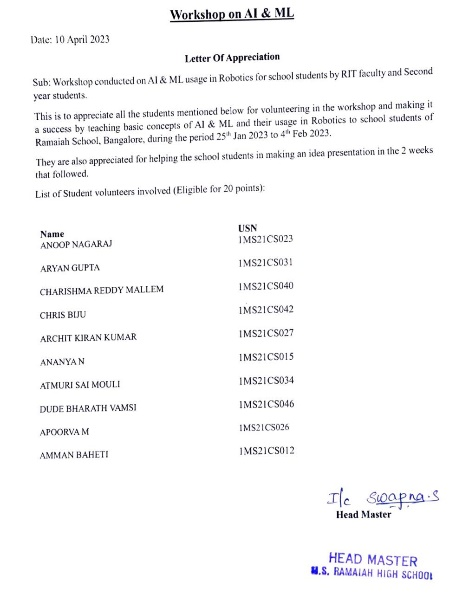 Workshop on AI & ML
Date: 10 April 2023
Letter Of Appreciation
Sub: Workshop conducted on AI & ML usage in Robotics for school students by RIT faculty and Second
year students.
This is to appreciate all the students mentioned below for volunteering in the workshop and making it
a success by teaching basic concepts of AI & ML and their usage in Robotics to school students of
Ramaiah School, Bangalore, during the period 25th Jan 2023 to 4th Feb 2023.
They are also appreciated for helping the school students in making an idea presentation in the 2 weeks
that followed.
List of Student volunteers involved (Eligible for 20 points):
Name USN
ANOOP NAGARAJ 1MS21CS023
ARYAN GUPTA 1MS21CS031
CHARISHMA REDDY MALLEM 1MS21CS040
CHRIS BIJU 1MS21CS042
ARCHIT KIRAN KUMAR 1MS21CS027
ANANYA N 1MS21CS015
ATMURI SAI MOULI 1MS21CS034
DUDE BHARATH VAMSI 1MS21CS046
APOORVA M 1MS21CS026
AMMAN BAHETI 1MS21CS012
I/c Swapna.S
Head Master
HEAD MASTER
M.S. RAMAIAH HIGH SCHOOL